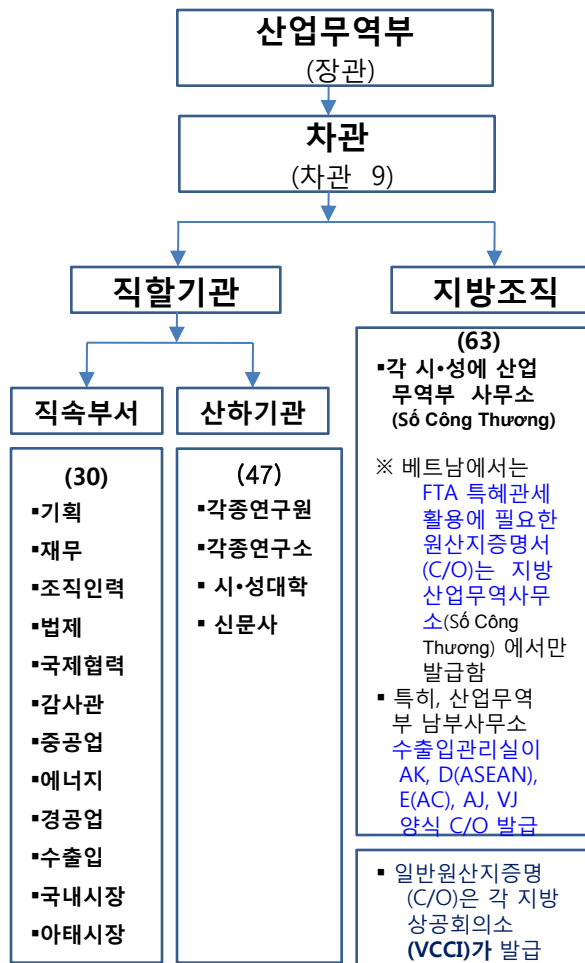 산업무역부
(장관)
차관
(차관 9)
직할기관
지방조직
직속부서
산하기관
(30)
▪기획
▪재무
▪조직인력
▪법제
▪국제협력
▪감사관
▪중공업
▪에너지
▪경공업
▪수출입
▪국내시장
▪아태시장
(47)
▪각종연구원
▪각종연구소
▪ 시•성대학
▪ 신문사
(63)
▪각 시•성에 산업
무역부 사무소
(Số Công Thương)
※ 베트남에서는
FTA 특혜관세
활용에 필요한
원산지증명서
(C/O)는 지방
산업무역사무
소(Số Công
Thương) 에서만
발급함
▪ 특히, 산업무역
부 남부사무소
수출입관리실이
AK, D(ASEAN),
E(AC), AJ, VJ
양식 C/O 발급
▪ 일반원산지증명
(C/O)은 각 지방
상공회의소
(VCCI)가 발급